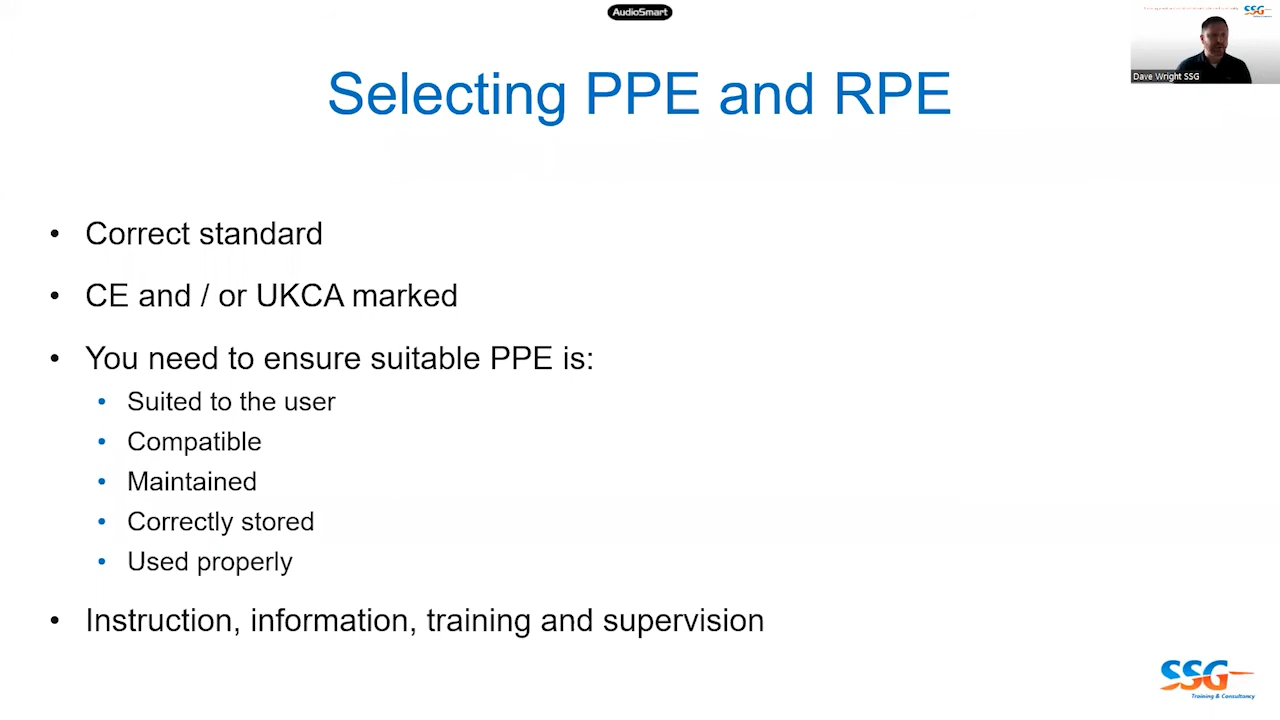 AudioSmart
SSG
Dave Wright SSG
Selecting PPE and RPE
• Correct standard
• CE and / or UKCA marked
• You need to ensure suitable PPE is:
• Suited to the user
• Compatible
• Maintained
• Correctly stored
• Used properly
• Instruction, information, training and supervision
SSG
Training & Consultancy